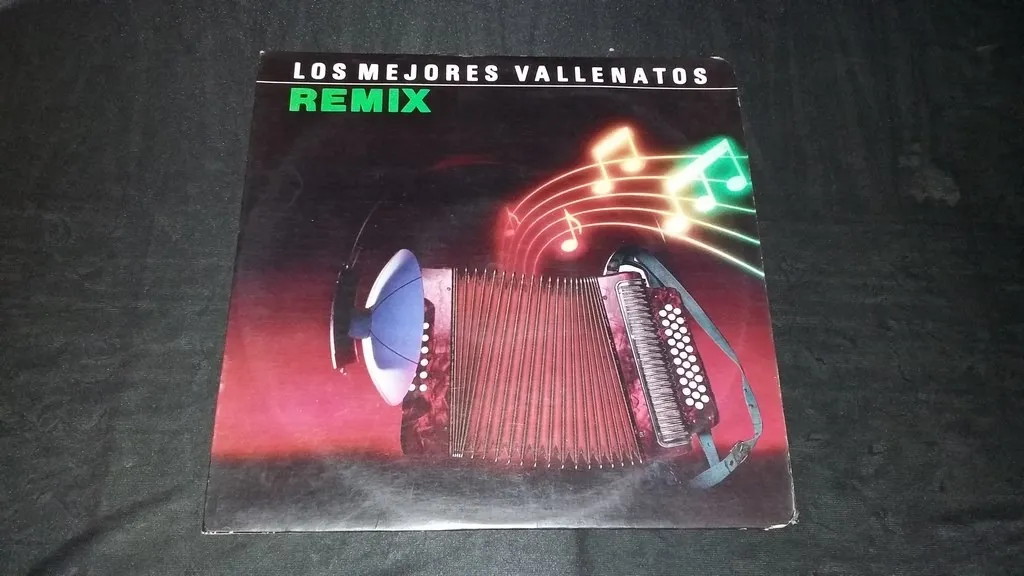 LOS MEJORES VALLENATOS
REMIX